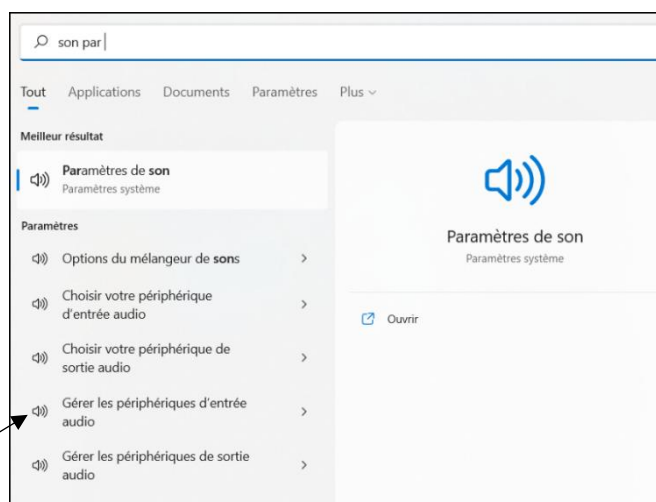 son par
Tout Applications Documents Paramètres Plus
Meilleur résultat
Paramètres de son
Paramètres système
Paramètres
Options du mélangeur de sons
Choisir votre périphérique
d'entrée audio
Choisir votre périphérique de
sortie audio
Gérer les périphériques d'entrée
audio
Gérer les périphériques de sortie
audio
Paramètres de son
Paramètres système
Ouvrir